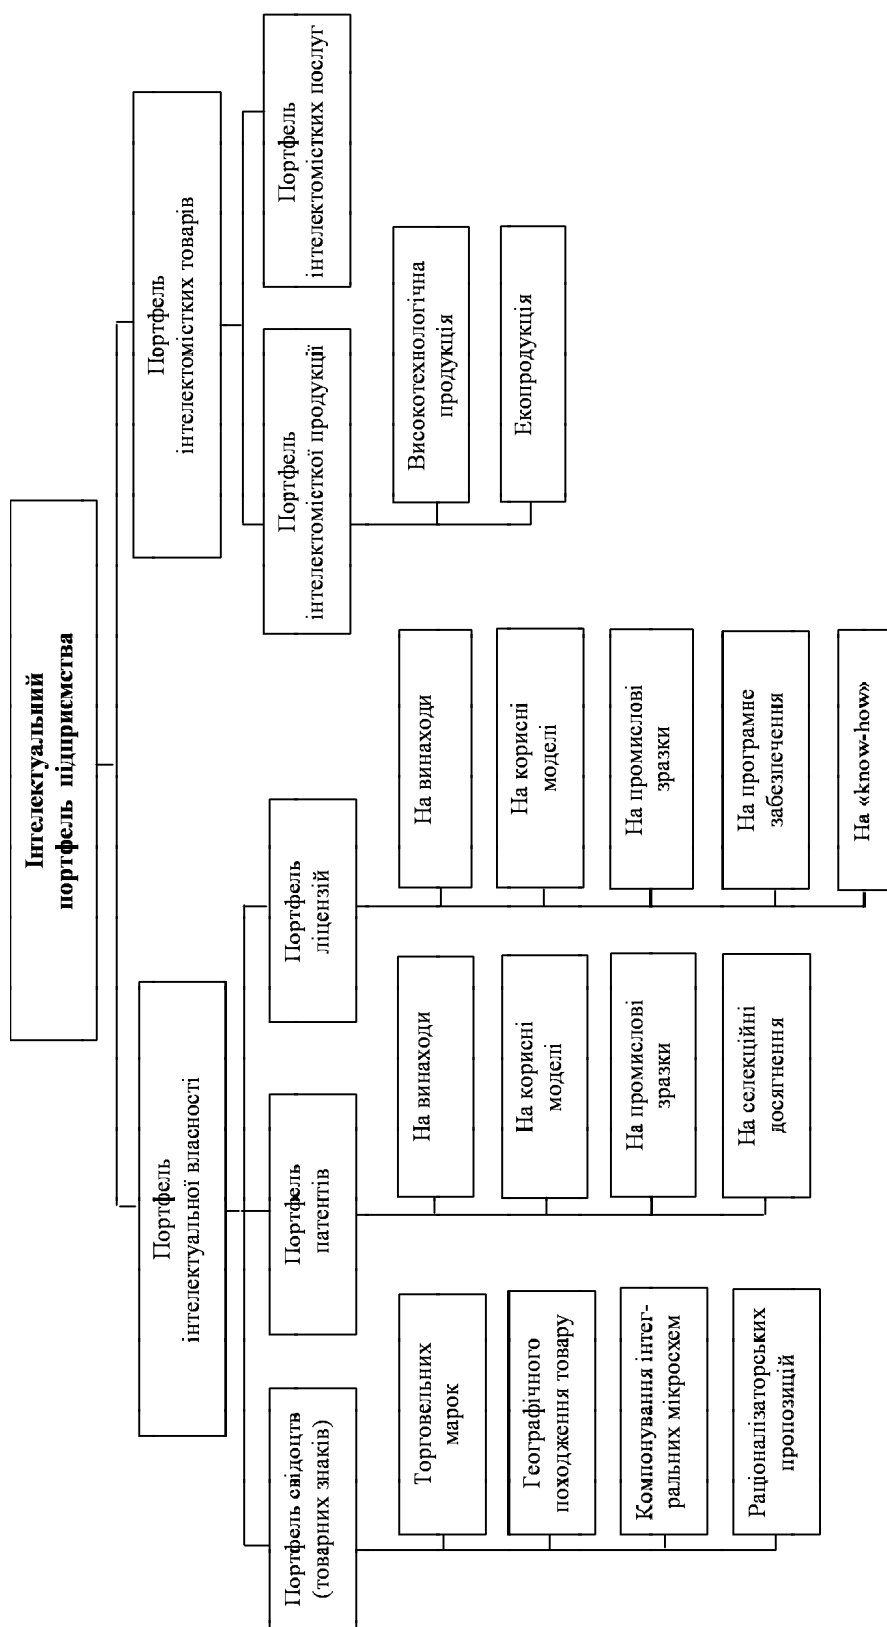 Інтелектуальний
портфель підприємства
Портфель
інтелектуальної власності
Портфель
інтелектомістких товарів
Портфель свідоцтв
(товарних знаків)
Портфель
патентів
Портфель
ліцензій
Портфель
інтелектомісткої продукції
Портфель
інтелектомістких послуг
Торговельних
марок
Географічного
походження товару
Компонування інтег-
ральних мікросхем
Раціоналізаторських
пропозицій
На винаходи
На корисні
моделі
На промислові
зразки
На селекційні
досягнення
На винаходи
На корисні
моделі
На промислові
зразки
На програмне
забезпечення
На «know-how»
Високотехнологічна
продукція
Екопродукція